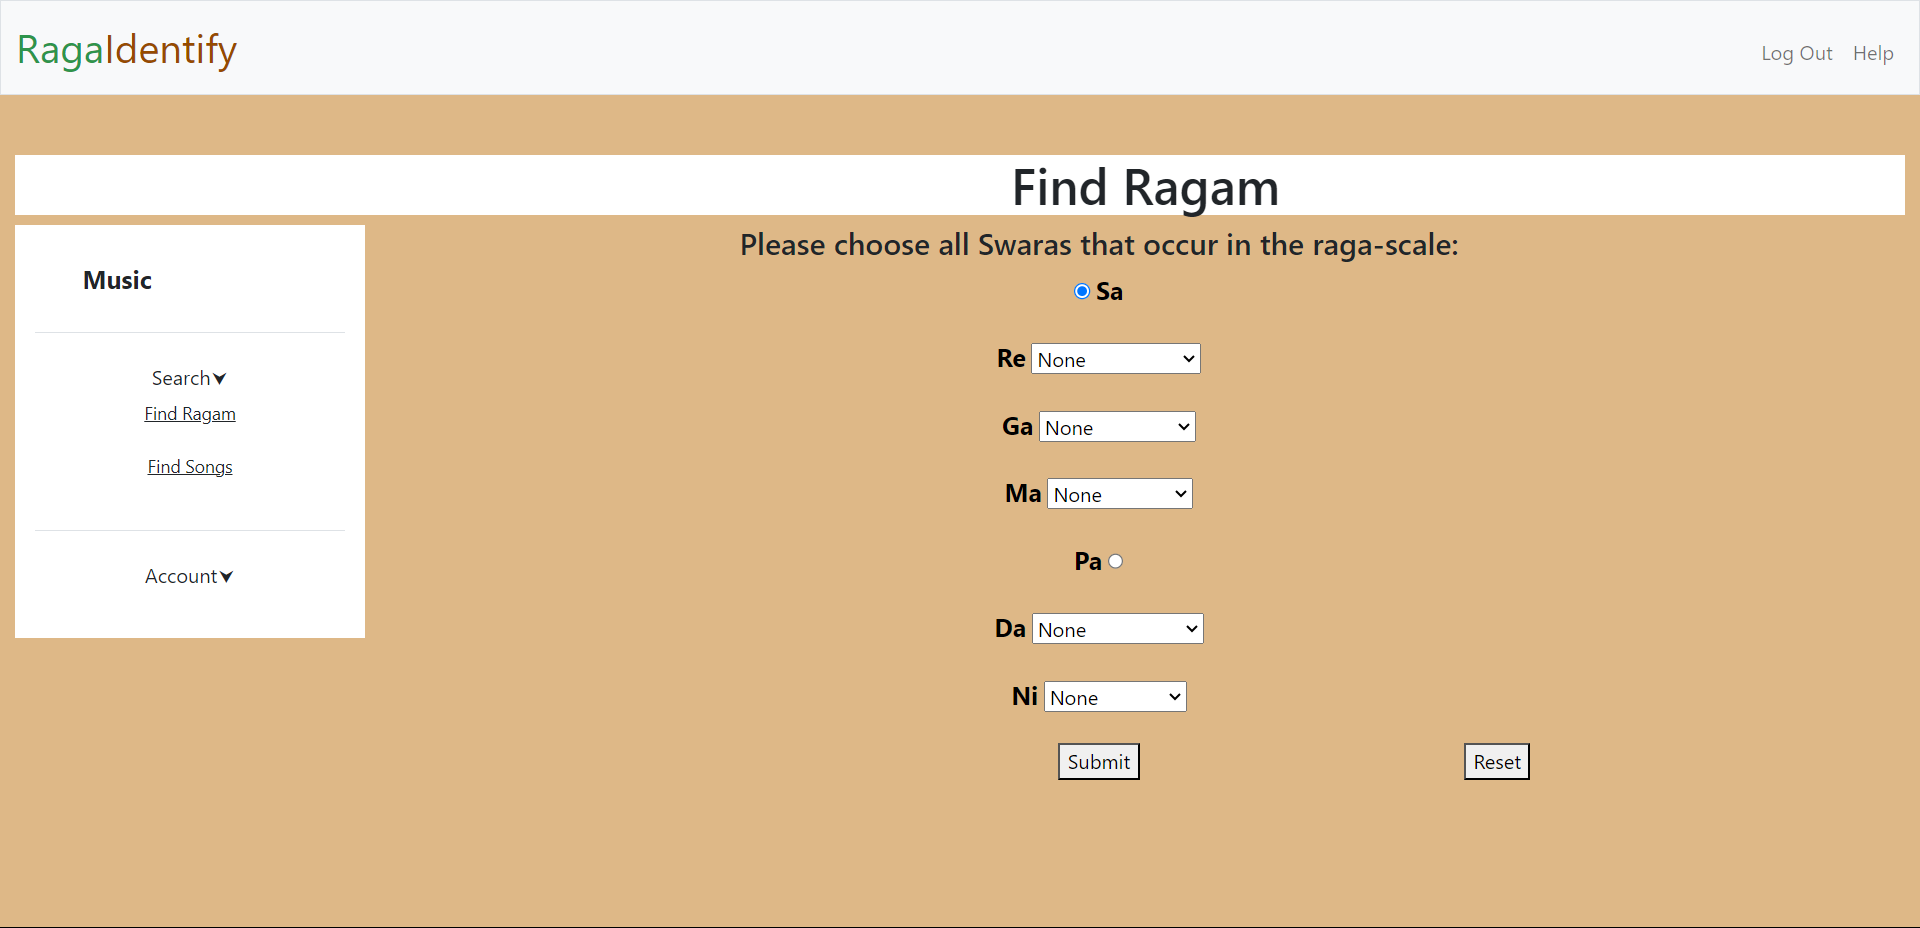 RagaIdentify
Log Out Help
Find Ragam
Music
Search
Find Ragam
Find Songs
Account
Please choose all Swaras that occur in the raga-scale:
Sa
Re None
Ga None
Ma None
Pa
Da None
Ni None
Submit Reset